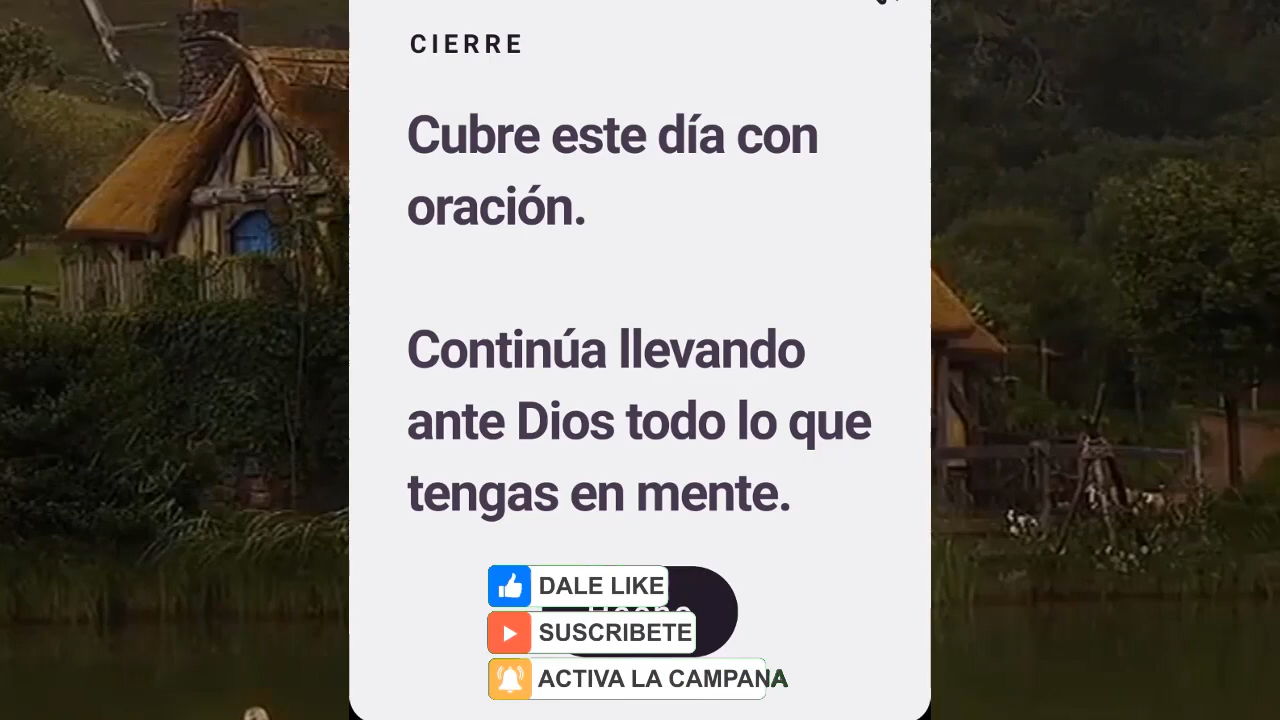 CIERRE
Cubre este día con
oración.
Continúa llevando
ante Dios todo lo que
tengas en mente.
DALE LIKE
SUSCRIBETE
ACTIVA LA CAMPANA